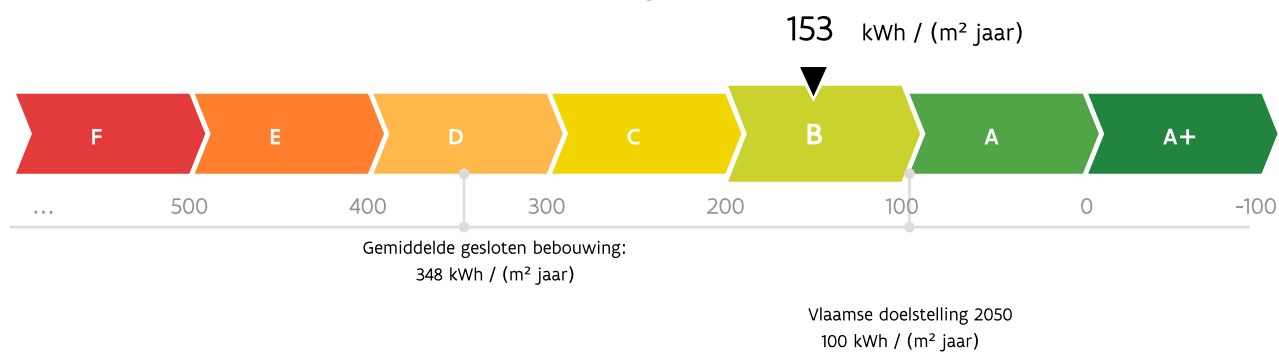 153 kWh / (m² jaar)
F E D C B A A+
... 500 400 300 200 100 0 -100
Gemiddelde gesloten bebouwing:
348 kWh / (m² jaar)
Vlaamse doelstelling 2050
100 kWh / (m² jaar)